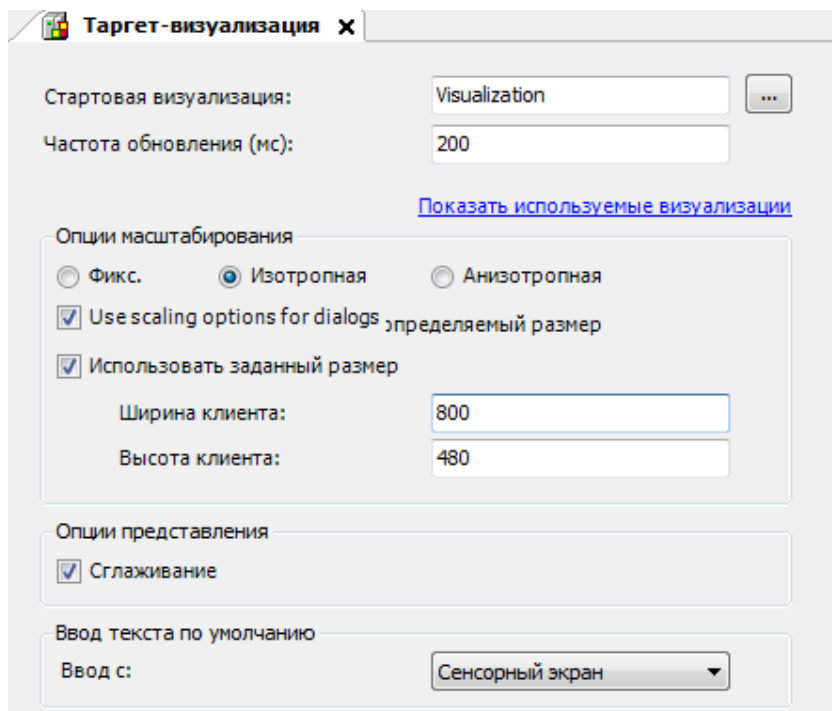 Таргет-визуализация x
Стартовая визуализация: Visualization ...
Частота обновления (мс): 200
Показать используемые визуализации
Опции масштабирования
Фикс. Изотропная Анизотропная
Use scaling options for dialogs определяемый размер
Использовать заданный размер
Ширина клиента: 800
Высота клиента: 480
Опции представления
Сглаживание
Ввод текста по умолчанию
Ввод с: Сенсорный экран